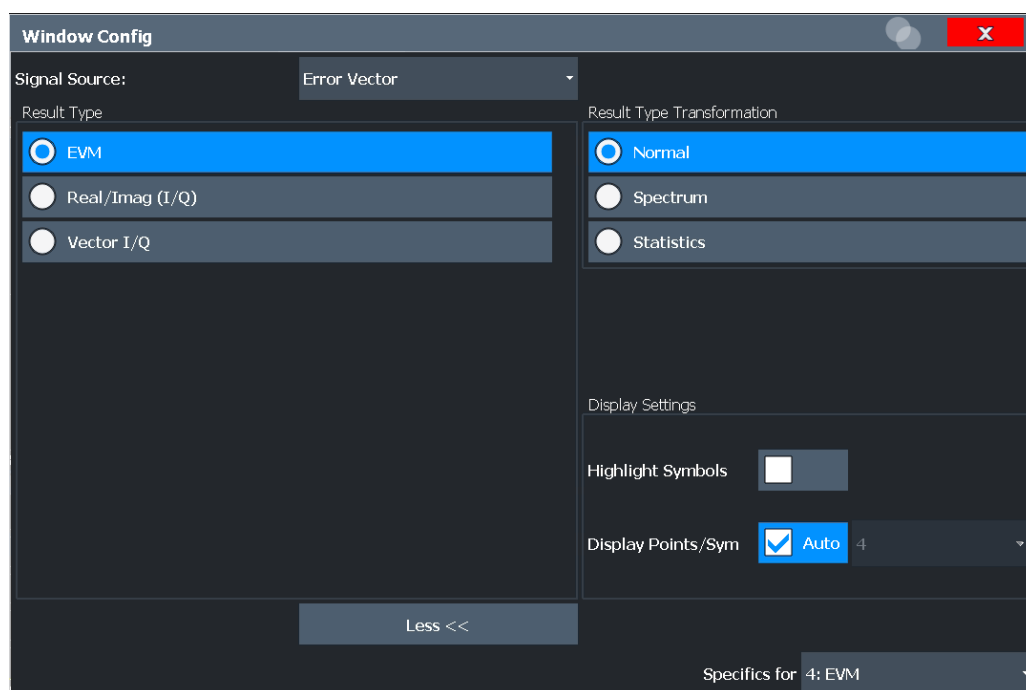 Window Config
X
Signal Source: Error Vector
Result Type
EVM
Real/Imag (I/Q)
Vector I/Q
Result Type Transformation
Normal
Spectrum
Statistics
Display Settings
Highlight Symbols
Display Points/Sym Auto 4
Less <<
Specifics for 4: EVM